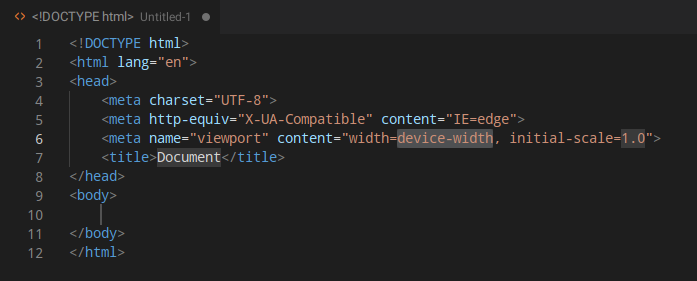 <> <!DOCTYPE html> Untitled-1 ●
1 <!DOCTYPE html>
2 <html lang="en">
3 <head>
4     <meta charset="UTF-8">
5     <meta http-equiv="X-UA-Compatible" content="IE=edge">
6     <meta name="viewport" content="width=device-width, initial-scale=1.0">
7     <title>Document</title>
8 </head>
9 <body>
10
11 </body>
12 </html>